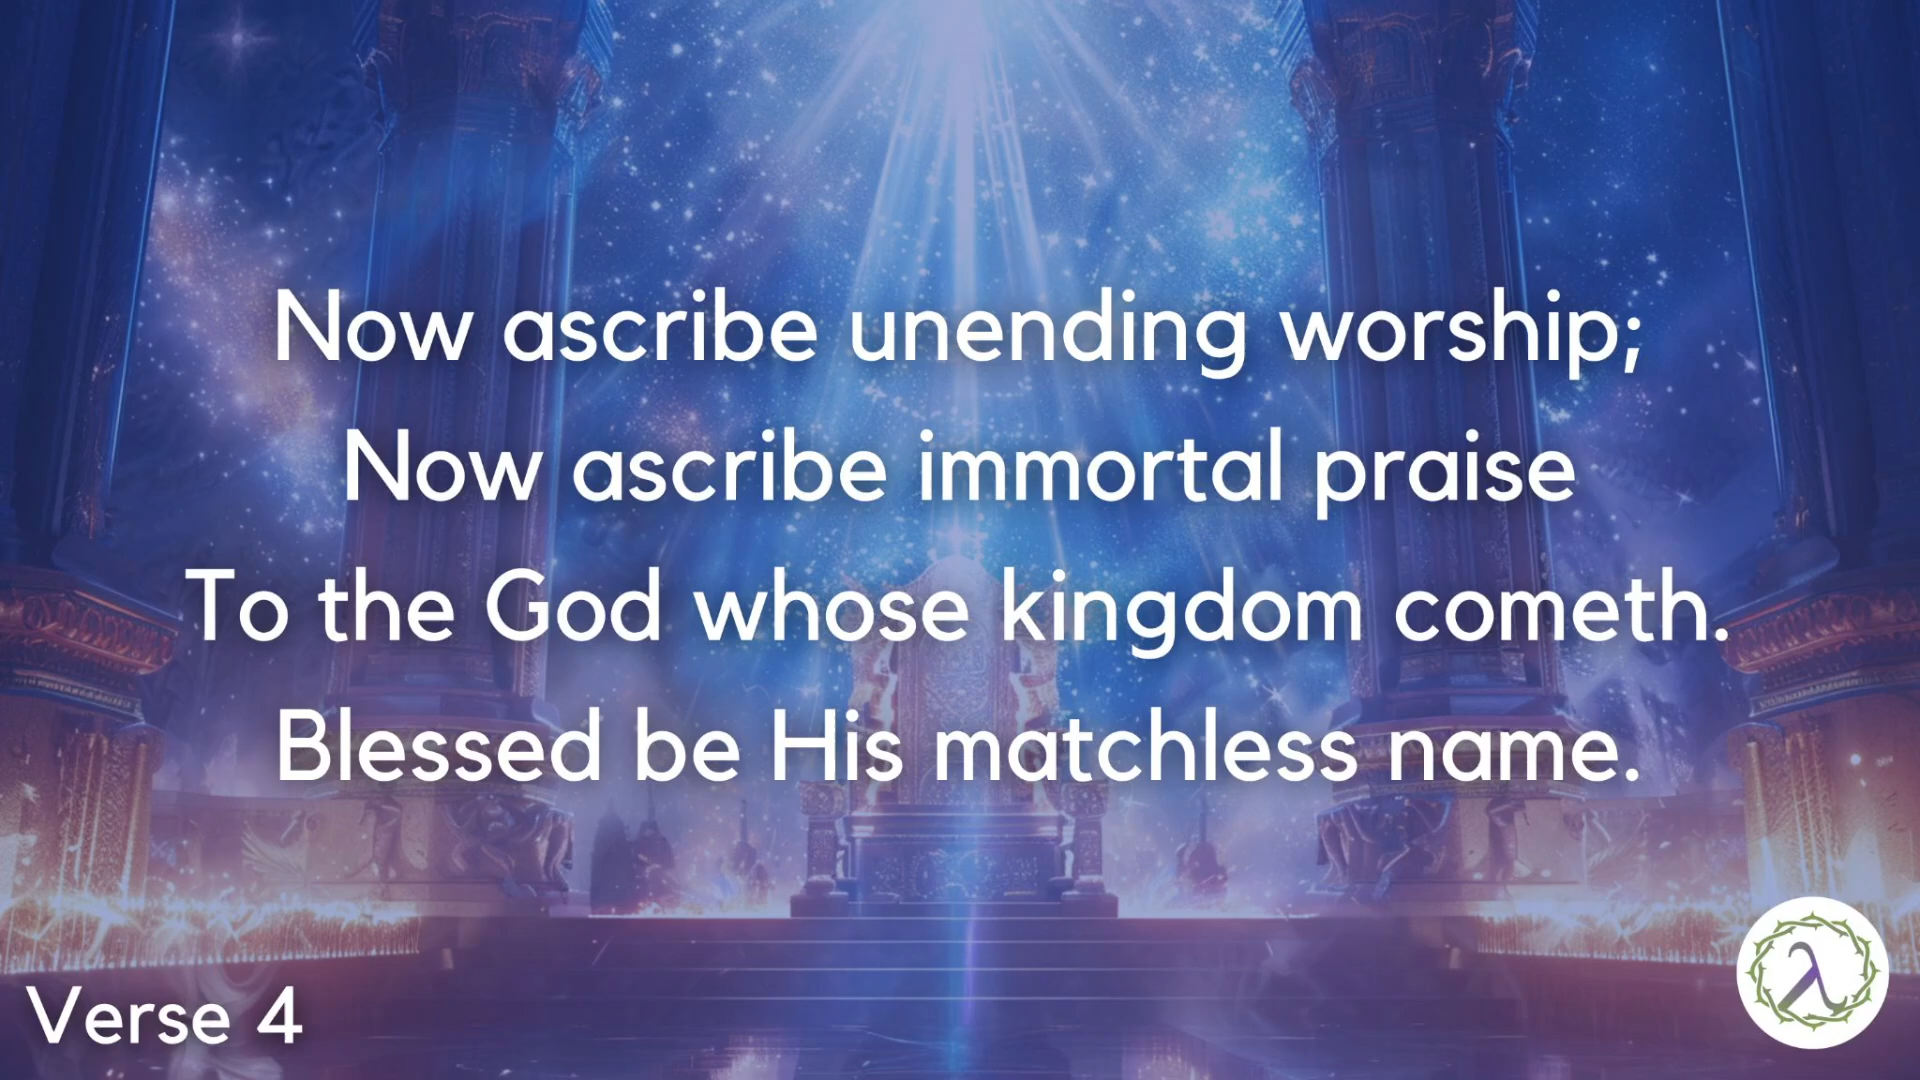 Now ascribe unending worship;
Now ascribe immortal praise
To the God whose kingdom cometh.
Blessed be His matchless name.
Verse 4
λ